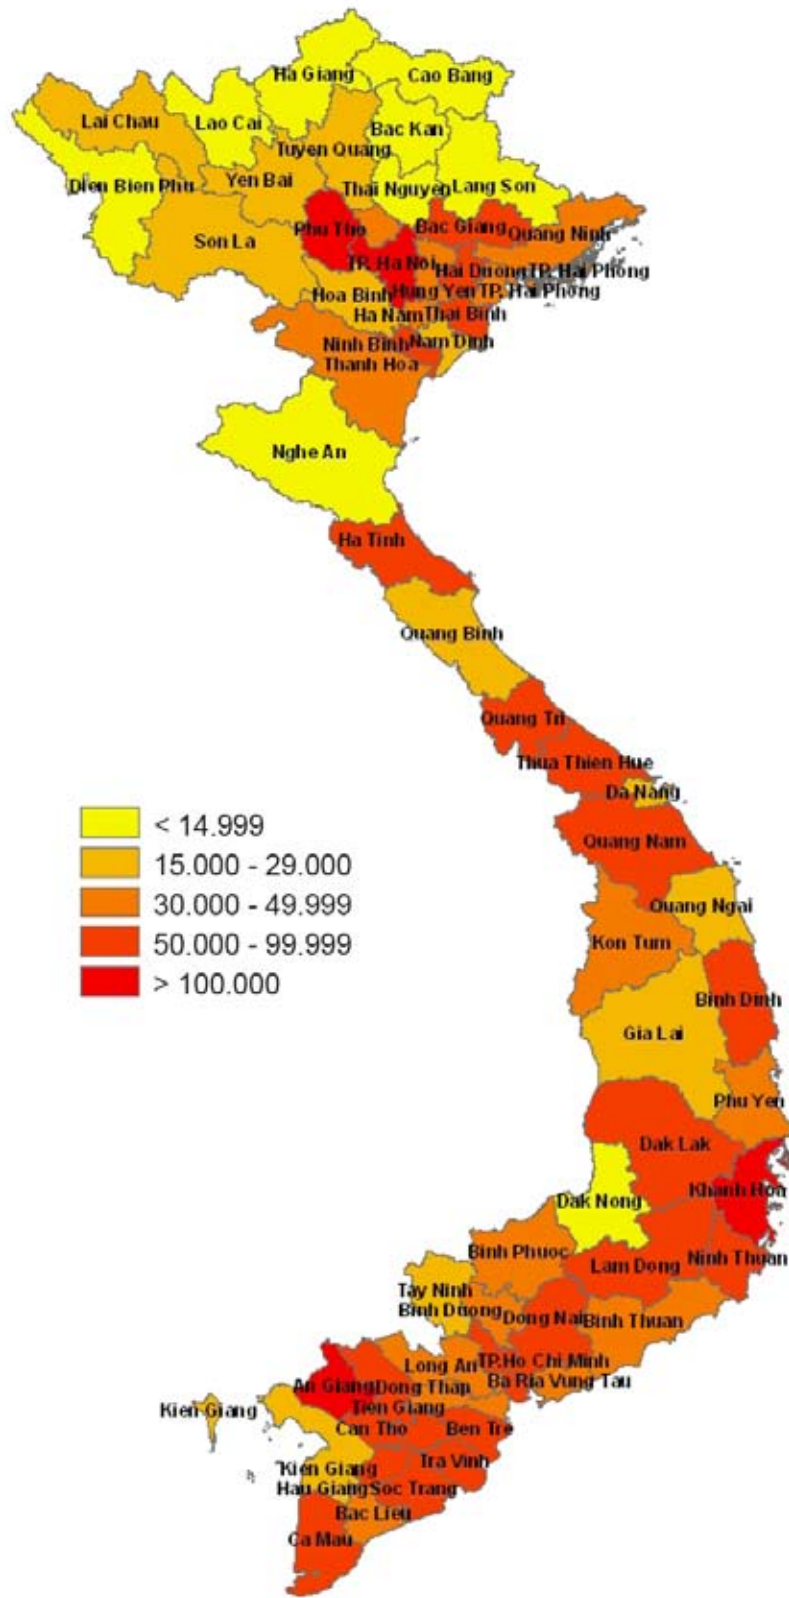 Ha Giang
Cao Bang
Lai Chau
Lao Cai
Bac Kan
Tuyen Quang
Dien Bien Phu
Yen Bai
Thai Nguyen
Lang Son
Phu Tho
Bac Giang
Quang Ninh
Son La
TP. Ha Noi
Hai Duong
TP. Hai Phong
Hoa Binh
Hung Yen
TP. Hai Phong
Ha Nam
Thai Binh
Ninh Binh
Nam Dinh
Thanh Hoa
Nghe An
Ha Tinh
Quang Binh
Quang Tri
Thua Thien Hue
Da Nang
< 14.999
Quang Nam
15.000 - 29.000
30.000 - 49.999
Quang Ngai
50.000 - 99.999
Kon Tum
> 100.000
Binh Dinh
Gia Lai
Phu Yen
Dak Lak
Khanh Hoa
Dak Nong
Binh Phuoc
Lam Dong
Ninh Thuan
Tay Ninh
Binh Duong
Dong Nai
Binh Thuan
Long An
TP.Ho Chi Minh
An Giang
Dong Thap
Ba Ria Vung Tau
Kien Giang
Tien Giang
Can Tho
Ben Tre
Kien Giang
Tra Vinh
Hau Giang
Soc Trang
Bac Lieu
Ca Mau